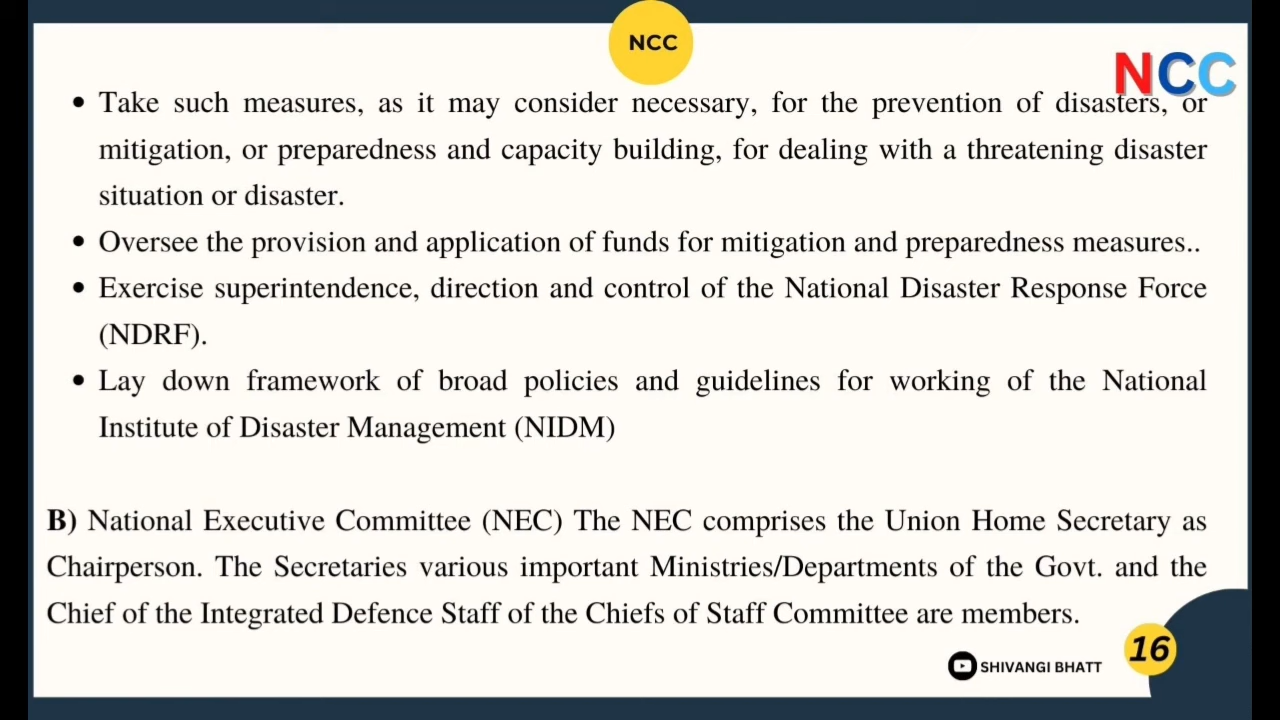 NCC
NCC
• Take such measures, as it may consider necessary, for the prevention of disasters, or
mitigation, or preparedness and capacity building, for dealing with a threatening disaster
situation or disaster.
• Oversee the provision and application of funds for mitigation and preparedness measures..
• Exercise superintendence, direction and control of the National Disaster Response Force
(NDRF).
• Lay down framework of broad policies and guidelines for working of the National
Institute of Disaster Management (NIDM)
B) National Executive Committee (NEC) The NEC comprises the Union Home Secretary as
Chairperson. The Secretaries various important Ministries/Departments of the Govt. and the
Chief of the Integrated Defence Staff of the Chiefs of Staff Committee are members.
16
SHIVANGI BHATT